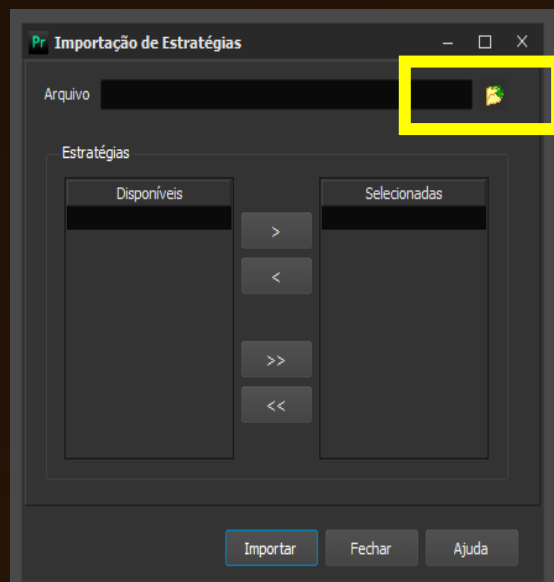 Pr Importação de Estratégias
Arquivo
Estratégias
Disponíveis Selecionadas
>
<
>>
<<
Importar Fechar Ajuda